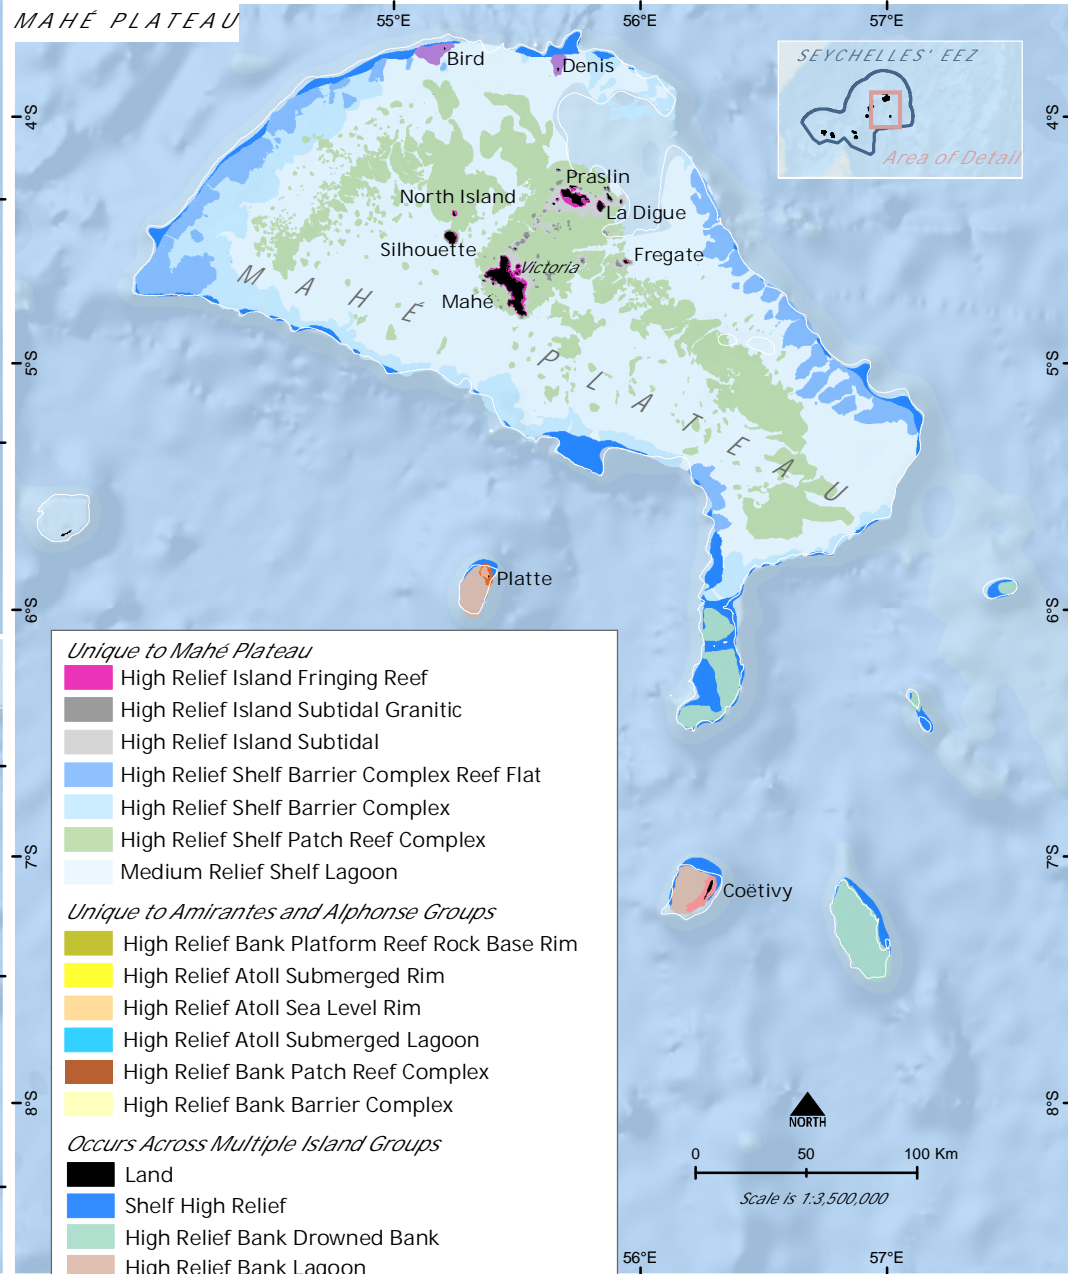 MAHÉ PLATEAU
55°E
56°E
57°E
SEYCHELLES' EEZ
Area of Detail
Bird
Denis
4°S
4°S
Praslin
North Island
La Digue
Silhouette
Fregate
Victoria
Mahé
MAHÉ PLATEAU
5°S
5°S
Platte
6°S
6°S
Unique to Mahé Plateau
High Relief Island Fringing Reef
High Relief Island Subtidal Granitic
High Relief Island Subtidal
High Relief Shelf Barrier Complex Reef Flat
High Relief Shelf Barrier Complex
High Relief Shelf Patch Reef Complex
Medium Relief Shelf Lagoon
7°S
7°S
Coëtivy
Unique to Amirantes and Alphonse Groups
High Relief Bank Platform Reef Rock Base Rim
High Relief Atoll Submerged Rim
High Relief Atoll Sea Level Rim
High Relief Atoll Submerged Lagoon
High Relief Bank Patch Reef Complex
High Relief Bank Barrier Complex
8°S
8°S
NORTH
Occurs Across Multiple Island Groups
Land
Shelf High Relief
High Relief Bank Drowned Bank
High Relief Bank Lagoon
0 50 100 Km
Scale is 1:3,500,000
56°E
57°E